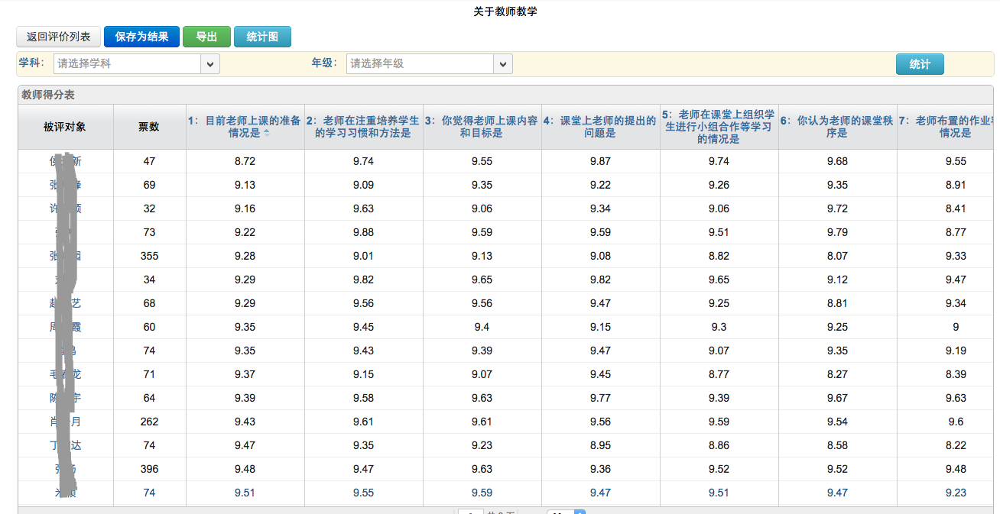 关于教师教学
返回评价列表 保存为结果 导出 统计图
学科: 请选择学科 年级: 请选择年级 统计
教师得分表
被评对象 票数 1: 目前老师上课的准备情况是 2: 老师在注重培养学生的学习习惯和方法是 3: 你觉得老师上课内容和目标是 4: 课堂上老师的提出的问题是 5: 老师在课堂上组织学生进行小组合作等学习的情况是 6: 你认为老师的课堂秩序是 7: 老师布置的作业 情况是
新 47 8.72 9.74 9.55 9.87 9.74 9.68 9.55
张 69 9.13 9.09 9.35 9.22 9.26 9.35 8.91
许 32 9.16 9.63 9.06 9.34 9.06 9.72 8.41
73 9.22 9.88 9.59 9.59 9.51 9.79 8.77
张 园 355 9.28 9.01 9.13 9.08 8.82 8.07 9.33
34 9.29 9.82 9.65 9.82 9.65 9.12 9.47
赵 艺 68 9.29 9.56 9.56 9.47 9.25 8.81 9.34
周 霞 60 9.35 9.45 9.4 9.15 9.3 9.25 9
74 9.35 9.43 9.39 9.47 9.07 9.35 9.19
毛 龙 71 9.37 9.15 9.07 9.45 8.77 8.27 8.39
陈 宇 64 9.39 9.58 9.63 9.77 9.39 9.67 9.63
肖 月 262 9.43 9.61 9.61 9.56 9.59 9.54 9.6
丁 达 74 9.47 9.35 9.23 8.95 8.86 8.58 8.22
396 9.48 9.47 9.63 9.36 9.52 9.52 9.48
74 9.51 9.55 9.59 9.47 9.51 9.47 9.23